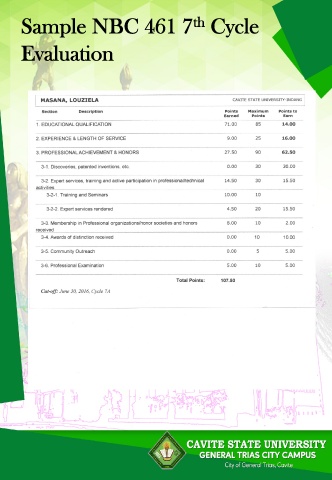 Sample NBC 461 7th Cycle
Evaluation
MASANA, LOUZIELA CAVITE STATE UNIVERSITY-INDANG
Section Description Points Earned Maximum Points Points to Earn
1. EDUCATIONAL QUALIFICATION 71.00 85 14.00
2. EXPERIENCE & LENGTH OF SERVICE 9.00 25 16.00
3. PROFESSIONAL ACHIEVEMENT & HONORS 27.50 90 62.50
3-1. Discoveries, patented inventions, etc. 0.00 30 30.00
3-2. Expert services, training and active participation in professional/technical 14.50 30 15.50
activities
3-2-1. Training and Seminars 10.00 10
3-2-2. Expert services rendered 4.50 20 15.50
3-3. Membership in Professional organizations/honor societies and honors 8.00 10 2.00
received
3-4. Awards of distinction received 0.00 10 10.00
3-5. Community Outreach 0.00 5 5.00
3-6. Professional Examination 5.00 10 5.00
Total Points: 107.50
Cut-off: June 30, 2016, Cycle 7A
CAVITE STATE UNIVERSITY
GENERAL TRIAS CITY CAMPUS
City of General Trias, Cavite